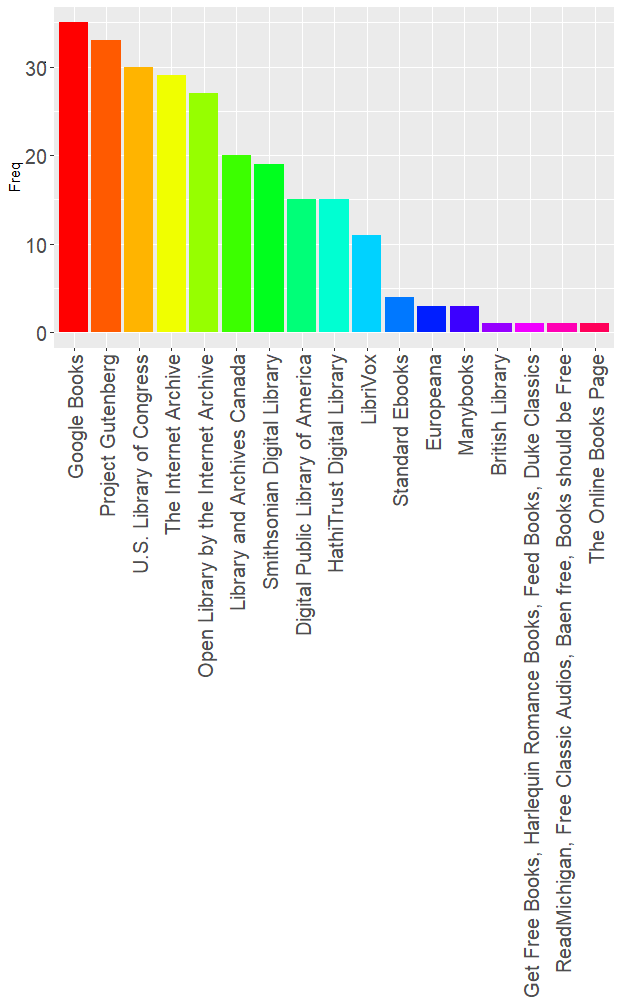 Freq
30
20
10
0
Google Books
Project Gutenberg
U.S. Library of Congress
The Internet Archive
Open Library by the Internet Archive
Library and Archives Canada
Smithsonian Digital Library
Digital Public Library of America
HathiTrust Digital Library
LibriVox
Standard Ebooks
Europeana
Manybooks
British Library
Get Free Books, Harlequin Romance Books, Feed Books, Duke Classics
ReadMichigan, Free Classic Audios, Baen free, Books should be Free
The Online Books Page